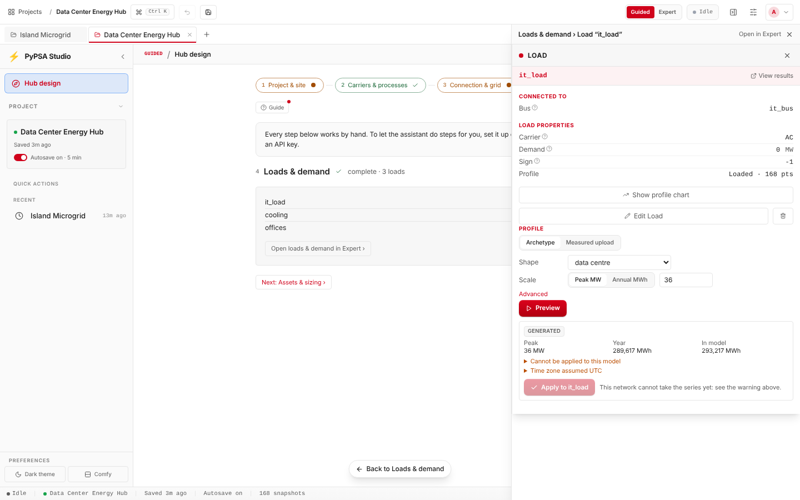 Projects / Data Center Energy Hub Ctrl K Guided Expert Idle A
Island Microgrid Data Center Energy Hub
PyPSA Studio
Hub design
PROJECT
Data Center Energy Hub
Saved 3m ago
Autosave on · 5 min
QUICK ACTIONS
RECENT
Island Microgrid 13m ago
PREFERENCES
Dark theme Comfy
GUIDED / Hub design
1 Project & site 2 Carriers & processes 3 Connection & grid
Guide
Every step below works by hand. To let the assistant do steps for you, set it up
an API key.
4 Loads & demand complete · 3 loads
it_load
cooling
offices
Open loads & demand in Expert ›
Next: Assets & sizing ›
Back to Loads & demand
Loads & demand › Load "it_load" Open in Expert
LOAD
it_load View results
CONNECTED TO
Bus it_bus
LOAD PROPERTIES
Carrier AC
Demand 0 MW
Sign -1
Profile Loaded · 168 pts
Show profile chart
Edit Load
PROFILE
Archetype Measured upload
Shape data centre
Scale Peak MW Annual MWh 36
Advanced
Preview
GENERATED
Peak Year In model
36 MW 289,617 MWh 293,217 MWh
Cannot be applied to this model
Time zone assumed UTC
Apply to it_load This network cannot take the series yet: see the warning above.
Idle Data Center Energy Hub Saved 3m ago Autosave on 168 snapshots